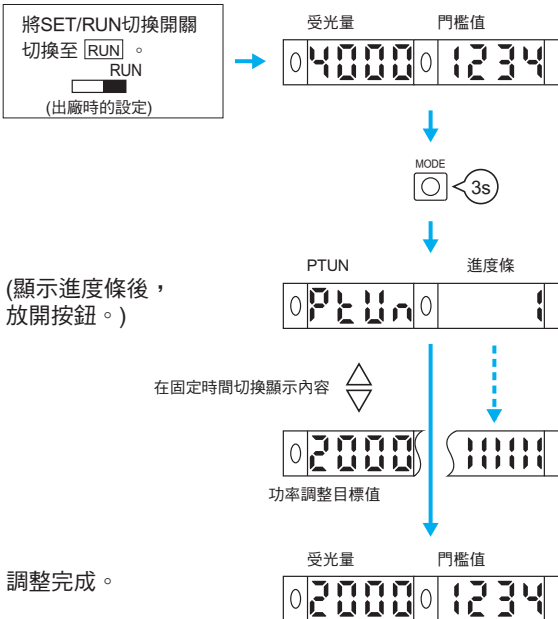 將SET/RUN切換開關
切換至 RUN 。
RUN
(出廠時的設定)
受光量 門檻值
4000 1234
MODE
3s
PTUN 進度條
(顯示進度條後，
放開按鈕。)
PtUn
在固定時間切換顯示內容
2000
功率調整目標值
受光量 門檻值
調整完成。
2000 1234